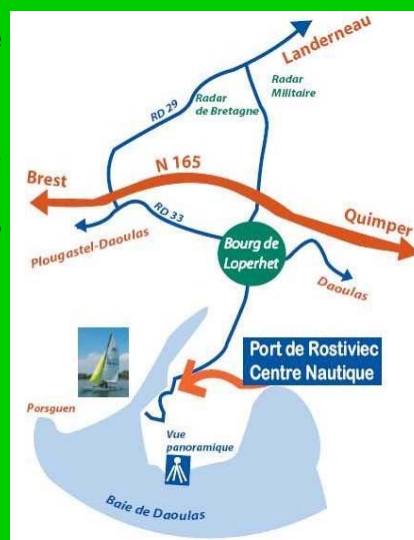 Landerneau
Radar
Militaire
RD 29
Radar
de Bretagne
N 165
Brest
Quimper
RD 33
Plougastel-Daoulas
Bourg de
Loperhet
Daoulas
Port de Rostiviec
Centre Nautique
Porsguen
Vue
panoramique
Baie de Daoulas